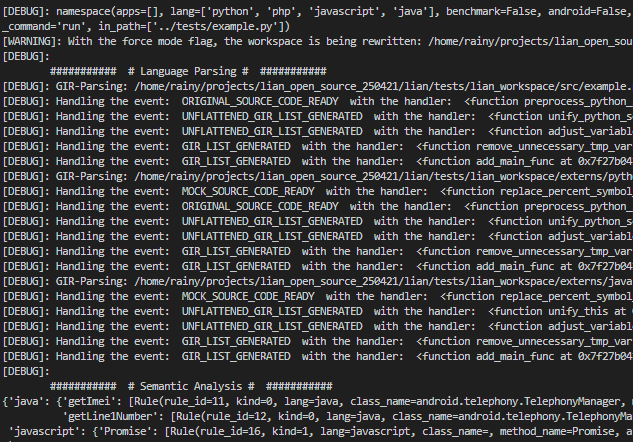 [DEBUG]: namespace(apps=[], lang=['python', 'php', 'javascript', 'java'], benchmark=False, android=False,
_command='run', in_path=['../tests/example.py'])
[WARNING]: With the force mode flag, the workspace is being rewritten: /home/rainy/projects/lian_open_sou
[DEBUG]:
########### # Language Parsing # ###########
[DEBUG]: GIR-Parsing: /home/rainy/projects/lian_open_source_250421/lian/tests/lian_workspace/src/example.
[DEBUG]: Handling the event: ORIGINAL_SOURCE_CODE_READY with the handler: <function preprocess_python_
[DEBUG]: Handling the event: UNFLATTENED_GIR_LIST_GENERATED with the handler: <function unify_python_s
[DEBUG]: Handling the event: UNFLATTENED_GIR_LIST_GENERATED with the handler: <function adjust_variabl
[DEBUG]: Handling the event: GIR_LIST_GENERATED with the handler: <function remove_unnecessary_tmp_var
[DEBUG]: Handling the event: GIR_LIST_GENERATED with the handler: <function add_main_func at 0x7f27b04
[DEBUG]: GIR-Parsing: /home/rainy/projects/lian_open_source_250421/lian/tests/lian_workspace/externs/pyth
[DEBUG]: Handling the event: MOCK_SOURCE_CODE_READY with the handler: <function replace_percent_symbol
[DEBUG]: Handling the event: ORIGINAL_SOURCE_CODE_READY with the handler: <function preprocess_python_
[DEBUG]: Handling the event: UNFLATTENED_GIR_LIST_GENERATED with the handler: <function unify_python_s
[DEBUG]: Handling the event: UNFLATTENED_GIR_LIST_GENERATED with the handler: <function adjust_variabl
[DEBUG]: Handling the event: GIR_LIST_GENERATED with the handler: <function remove_unnecessary_tmp_var
[DEBUG]: Handling the event: GIR_LIST_GENERATED with the handler: <function add_main_func at 0x7f27b04
[DEBUG]: GIR-Parsing: /home/rainy/projects/lian_open_source_250421/lian/tests/lian_workspace/externs/java
[DEBUG]: Handling the event: MOCK_SOURCE_CODE_READY with the handler: <function replace_percent_symbol
[DEBUG]: Handling the event: UNFLATTENED_GIR_LIST_GENERATED with the handler: <function unify_this at 0
[DEBUG]: Handling the event: UNFLATTENED_GIR_LIST_GENERATED with the handler: <function adjust_variabl
[DEBUG]: Handling the event: GIR_LIST_GENERATED with the handler: <function remove_unnecessary_tmp_var
[DEBUG]: Handling the event: GIR_LIST_GENERATED with the handler: <function add_main_func at 0x7f27b04
[DEBUG]:
########### # Semantic Analysis # ###########
{'java': {'getImei': [Rule(rule_id=11, kind=0, lang=java, class_name=android.telephony.TelephonyManager,
'getLine1Number': [Rule(rule_id=12, kind=0, lang=java, class_name=android.telephony.TelephonyMa
'javascript': {'Promise': [Rule(rule_id=16, kind=1, lang=javascript, class_name=, method_name=Promise, a